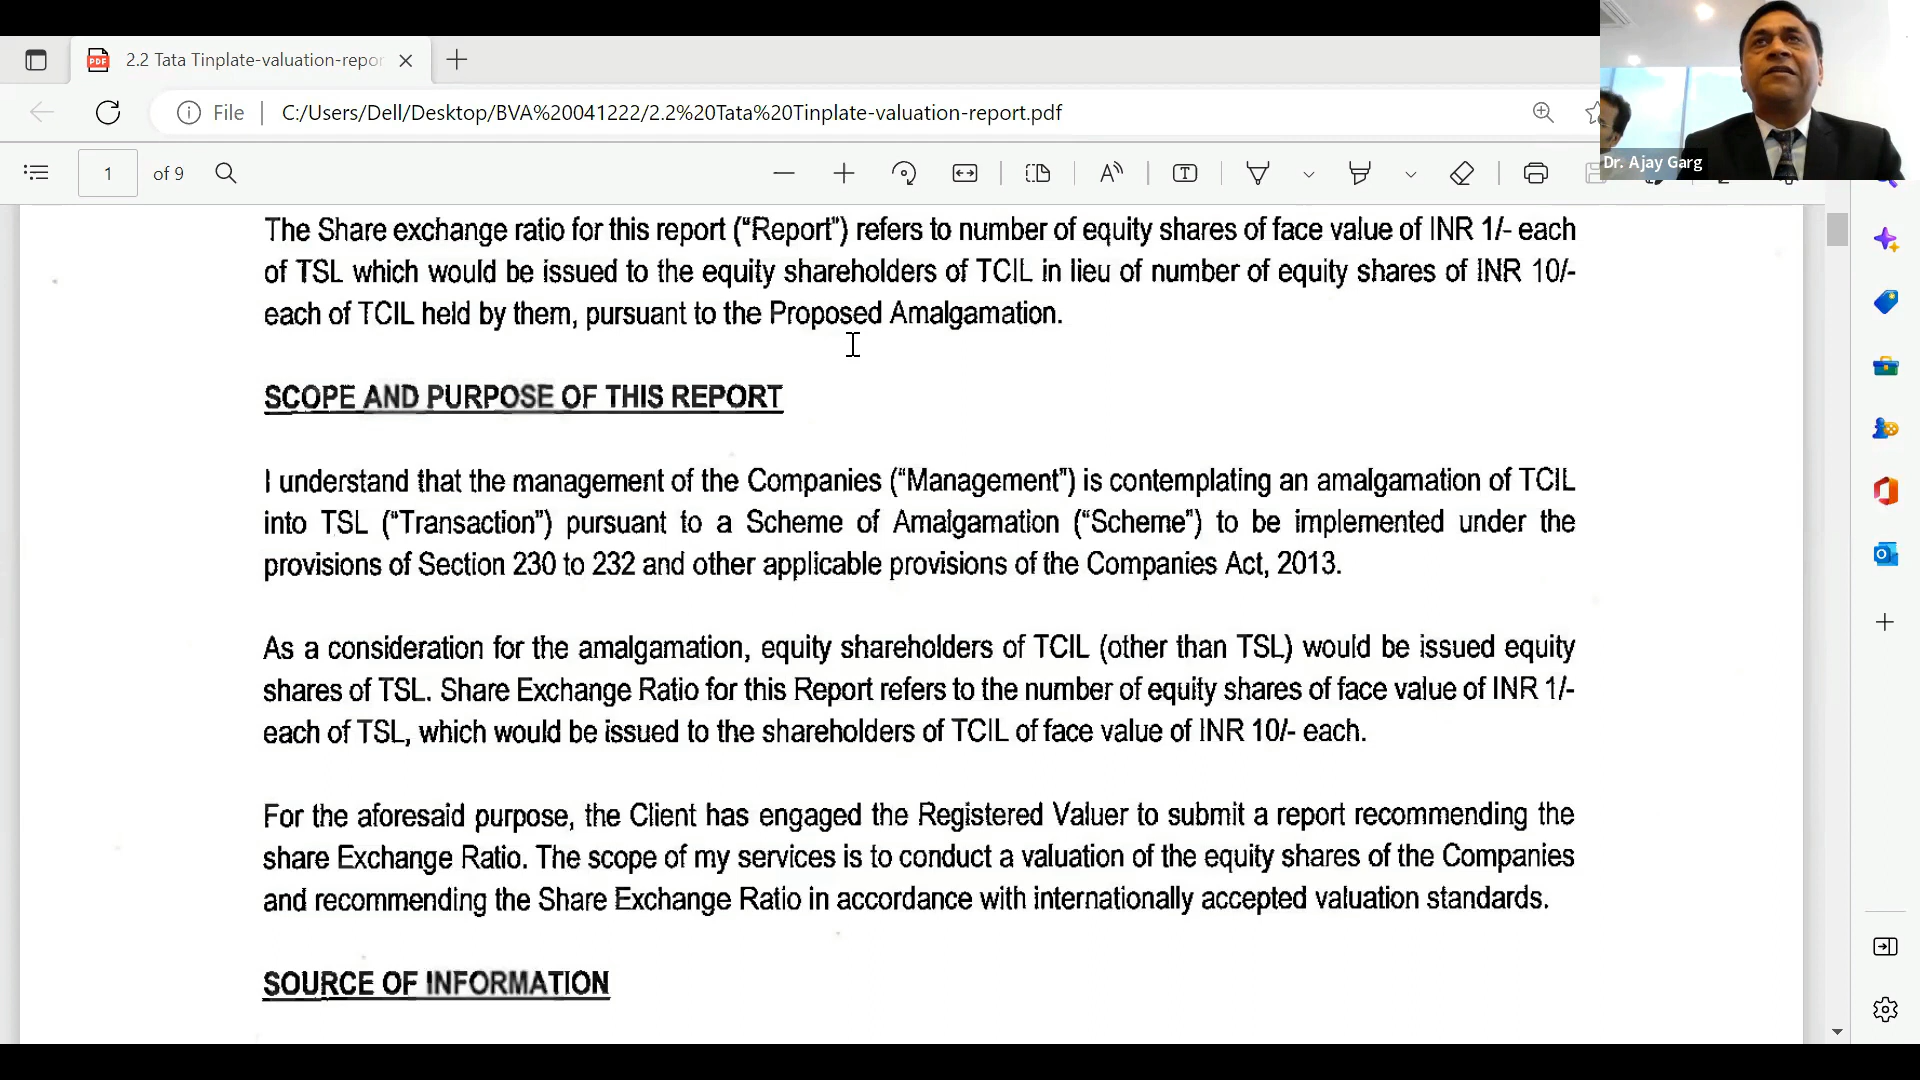 2.2 Tata Tinplate-valuation-repor
File
C:/Users/Dell/Desktop/BVA%20041222/2.2%20Tata%20Tinplate-valuation-report.pdf
Dr. Ajay Garg
1 of 9
The Share exchange ratio for this report (“Report”) refers to number of equity shares of face value of INR 1/- each
of TSL which would be issued to the equity shareholders of TCIL in lieu of number of equity shares of INR 10/-
each of TCIL held by them, pursuant to the Proposed Amalgamation.
SCOPE AND PURPOSE OF THIS REPORT
I understand that the management of the Companies (“Management”) is contemplating an amalgamation of TCIL
into TSL (“Transaction”) pursuant to a Scheme of Amalgamation (“Scheme”) to be implemented under the
provisions of Section 230 to 232 and other applicable provisions of the Companies Act, 2013.
As a consideration for the amalgamation, equity shareholders of TCIL (other than TSL) would be issued equity
shares of TSL. Share Exchange Ratio for this Report refers to the number of equity shares of face value of INR 1/-
each of TSL, which would be issued to the shareholders of TCIL of face value of INR 10/- each.
For the aforesaid purpose, the Client has engaged the Registered Valuer to submit a report recommending the
share Exchange Ratio. The scope of my services is to conduct a valuation of the equity shares of the Companies
and recommending the Share Exchange Ratio in accordance with internationally accepted valuation standards.
SOURCE OF INFORMATION